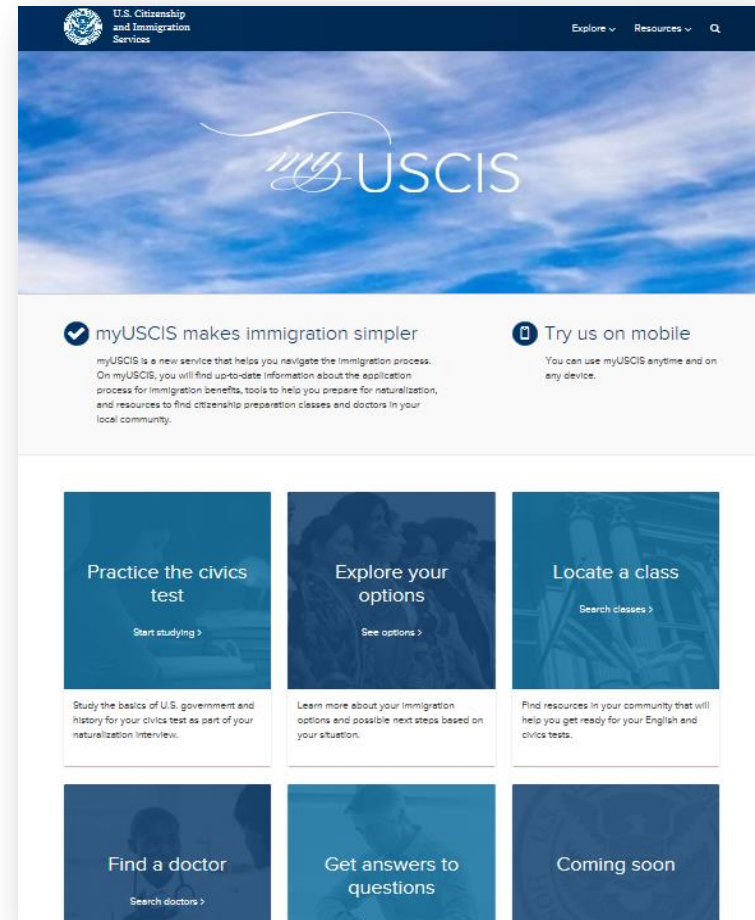 U.S. Citizenship
and Immigration
Services
Explore Resources
my USCIS
myUSCIS makes immigration simpler
myUSCIS is a new service that helps you navigate the immigration process.
On myUSCIS, you will find up-to-date information about the application
process for immigration benefits, tools to help you prepare for naturalization,
and resources to find citizenship preparation classes and doctors in your
local community.
Try us on mobile
You can use myUSCIS anytime and on
any device.
Practice the civics
test
Start studying >
Study the basics of U.S. government and
history for your civics test as part of your
naturalization interview.
Explore your
options
See options >
Learn more about your immigration
options and possible next steps based on
your situation.
Locate a class
Search classes >
Find resources in your community that will
help you get ready for your English and
civics tests.
Find a doctor
Search doctors >
Get answers to
questions
Coming soon